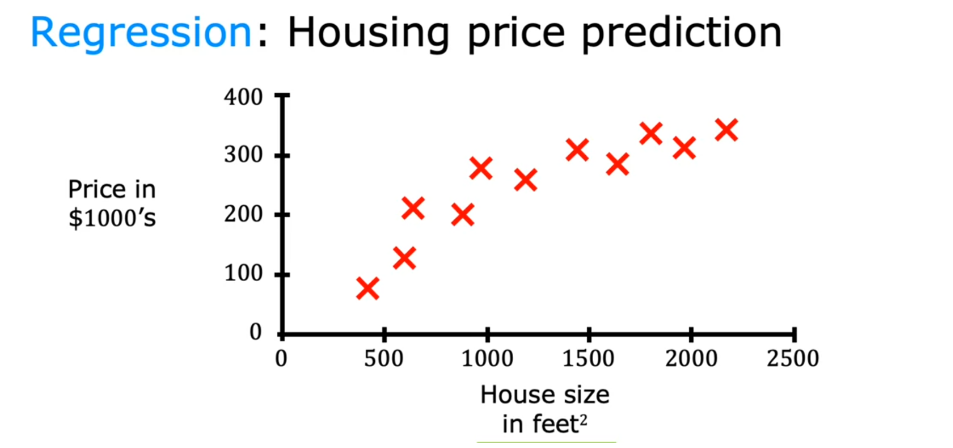 Regression: Housing price prediction
400
300
Price in
$1000's
200
100
0
0 500 1000 1500 2000 2500
House size
in feet²